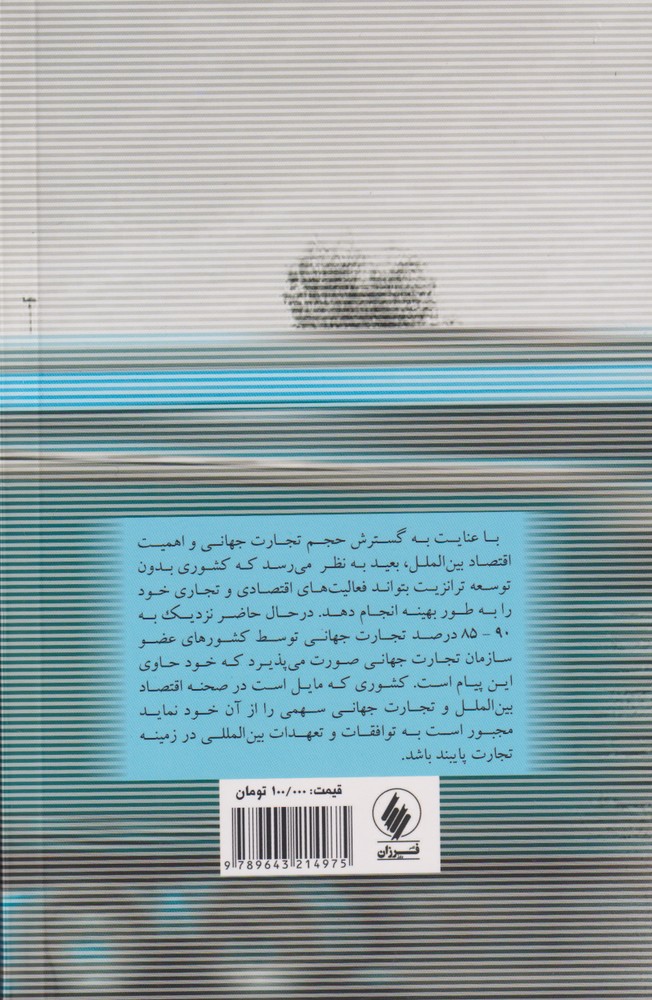 با عنایت به گسترش حجم تجارت جهانی و اهمیت
اقتصاد بین‌الملل، بعید به نظر می‌رسد که کشوری بدون
توسعه ترانزیت بتواند فعالیت‌های اقتصادی و تجاری خود
را به طور بهینه انجام دهد. درحال حاضر نزدیک به
۹۰ - ۸۵ درصد تجارت جهانی توسط کشورهای عضو
سازمان تجارت جهانی صورت می‌پذیرد که خود حاوی
این پیام است. کشوری که مایل است در صحنه اقتصاد
بین‌الملل و تجارت جهانی سهمی را از آن خود نماید
مجبور است به توافقات و تعهدات بین‌المللی در زمینه
تجارت پایبند باشد.
قیمت: ۱۰۰/۰۰۰ تومان
9 789643 214975
فرزان